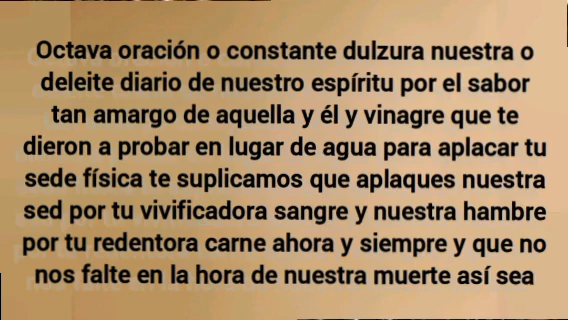 Octava oración o constante dulzura nuestra o
deleite diario de nuestro espíritu por el sabor
tan amargo de aquella y él y vinagre que te
dieron a probar en lugar de agua para aplacar tu
sede física te suplicamos que aplaques nuestra
sed por tu vivificadora sangre y nuestra hambre
por tu redentora carne ahora y siempre y que no
nos falte en la hora de nuestra muerte así sea